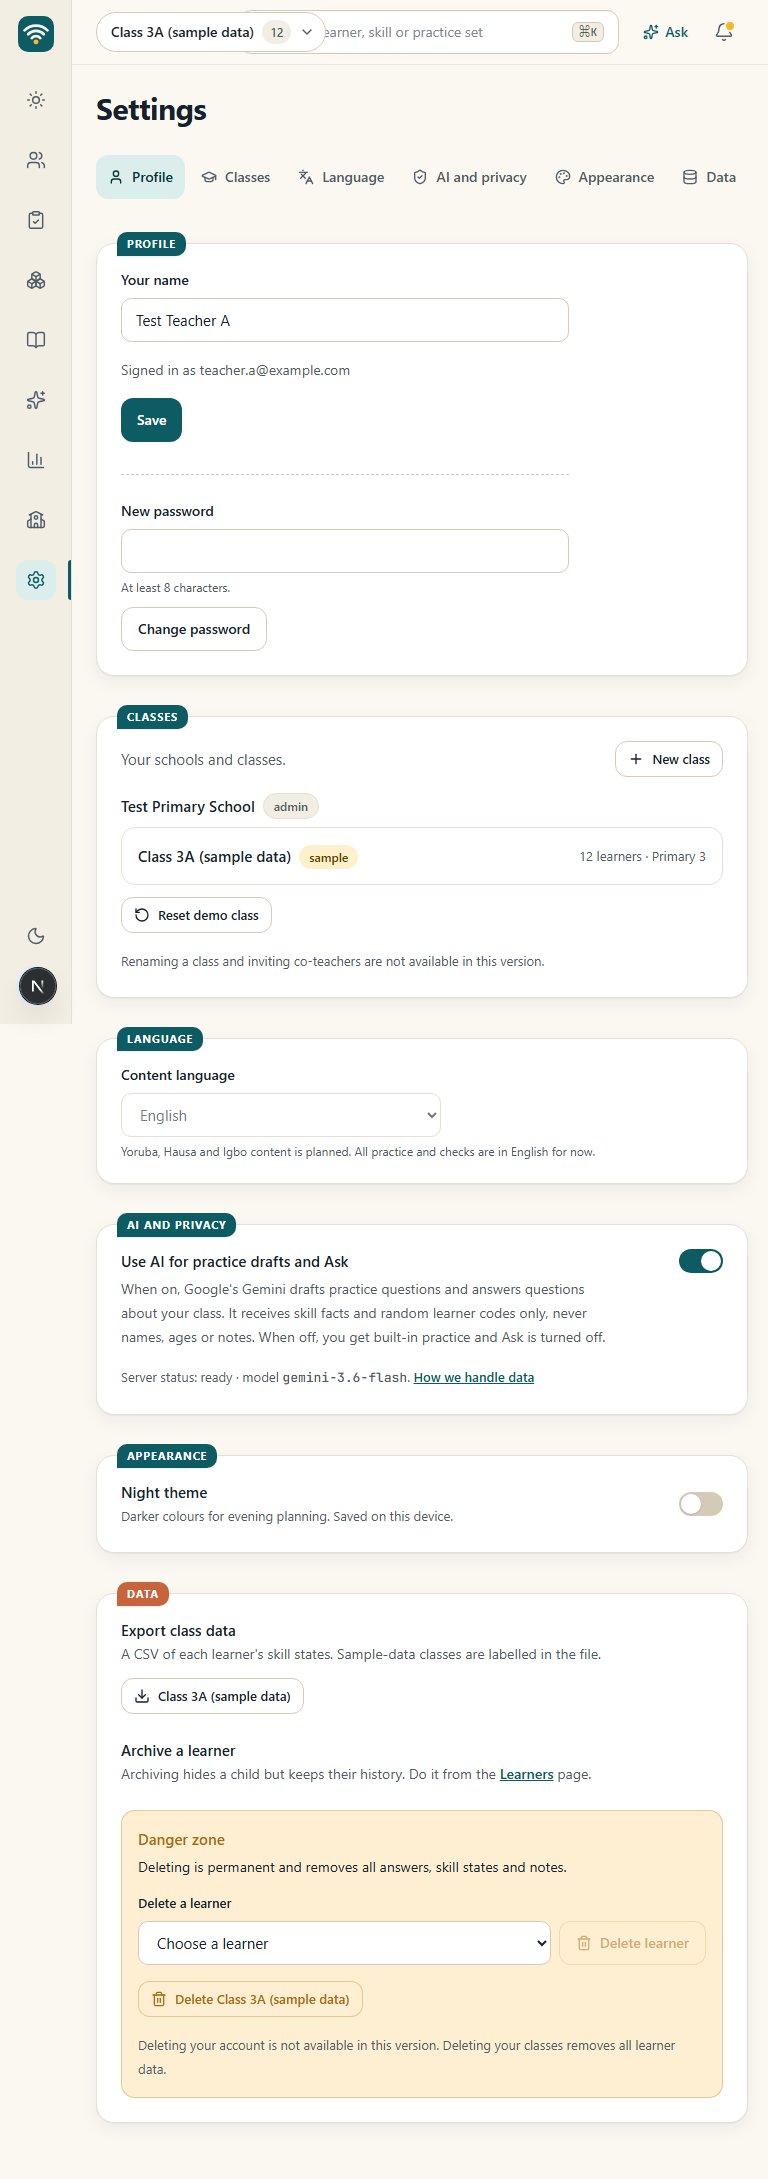 Class 3A (sample data) 12
earner, skill or practice set
⌘K
Ask
Settings
Profile
Classes
Language
AI and privacy
Appearance
Data
PROFILE
Your name
Test Teacher A
Signed in as teacher.a@example.com
Save
New password
At least 8 characters.
Change password
CLASSES
Your schools and classes.
New class
Test Primary School admin
Class 3A (sample data) sample
12 learners · Primary 3
Reset demo class
Renaming a class and inviting co-teachers are not available in this version.
LANGUAGE
Content language
English
Yoruba, Hausa and Igbo content is planned. All practice and checks are in English for now.
AI AND PRIVACY
Use AI for practice drafts and Ask
When on, Google's Gemini drafts practice questions and answers questions
about your class. It receives skill facts and random learner codes only, never
names, ages or notes. When off, you get built-in practice and Ask is turned off.
Server status: ready · model gemini-3.6-flash. How we handle data
APPEARANCE
Night theme
Darker colours for evening planning. Saved on this device.
DATA
Export class data
A CSV of each learner's skill states. Sample-data classes are labelled in the file.
Class 3A (sample data)
Archive a learner
Archiving hides a child but keeps their history. Do it from the Learners page.
Danger zone
Deleting is permanent and removes all answers, skill states and notes.
Delete a learner
Choose a learner
Delete learner
Delete Class 3A (sample data)
Deleting your account is not available in this version. Deleting your classes removes all learner
data.
N